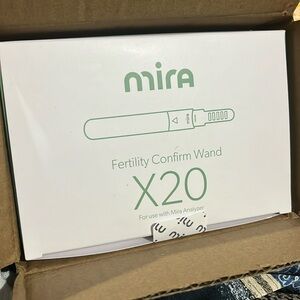 mira
Fertility Confirm Wand
X20
For use with Mira Analyzer